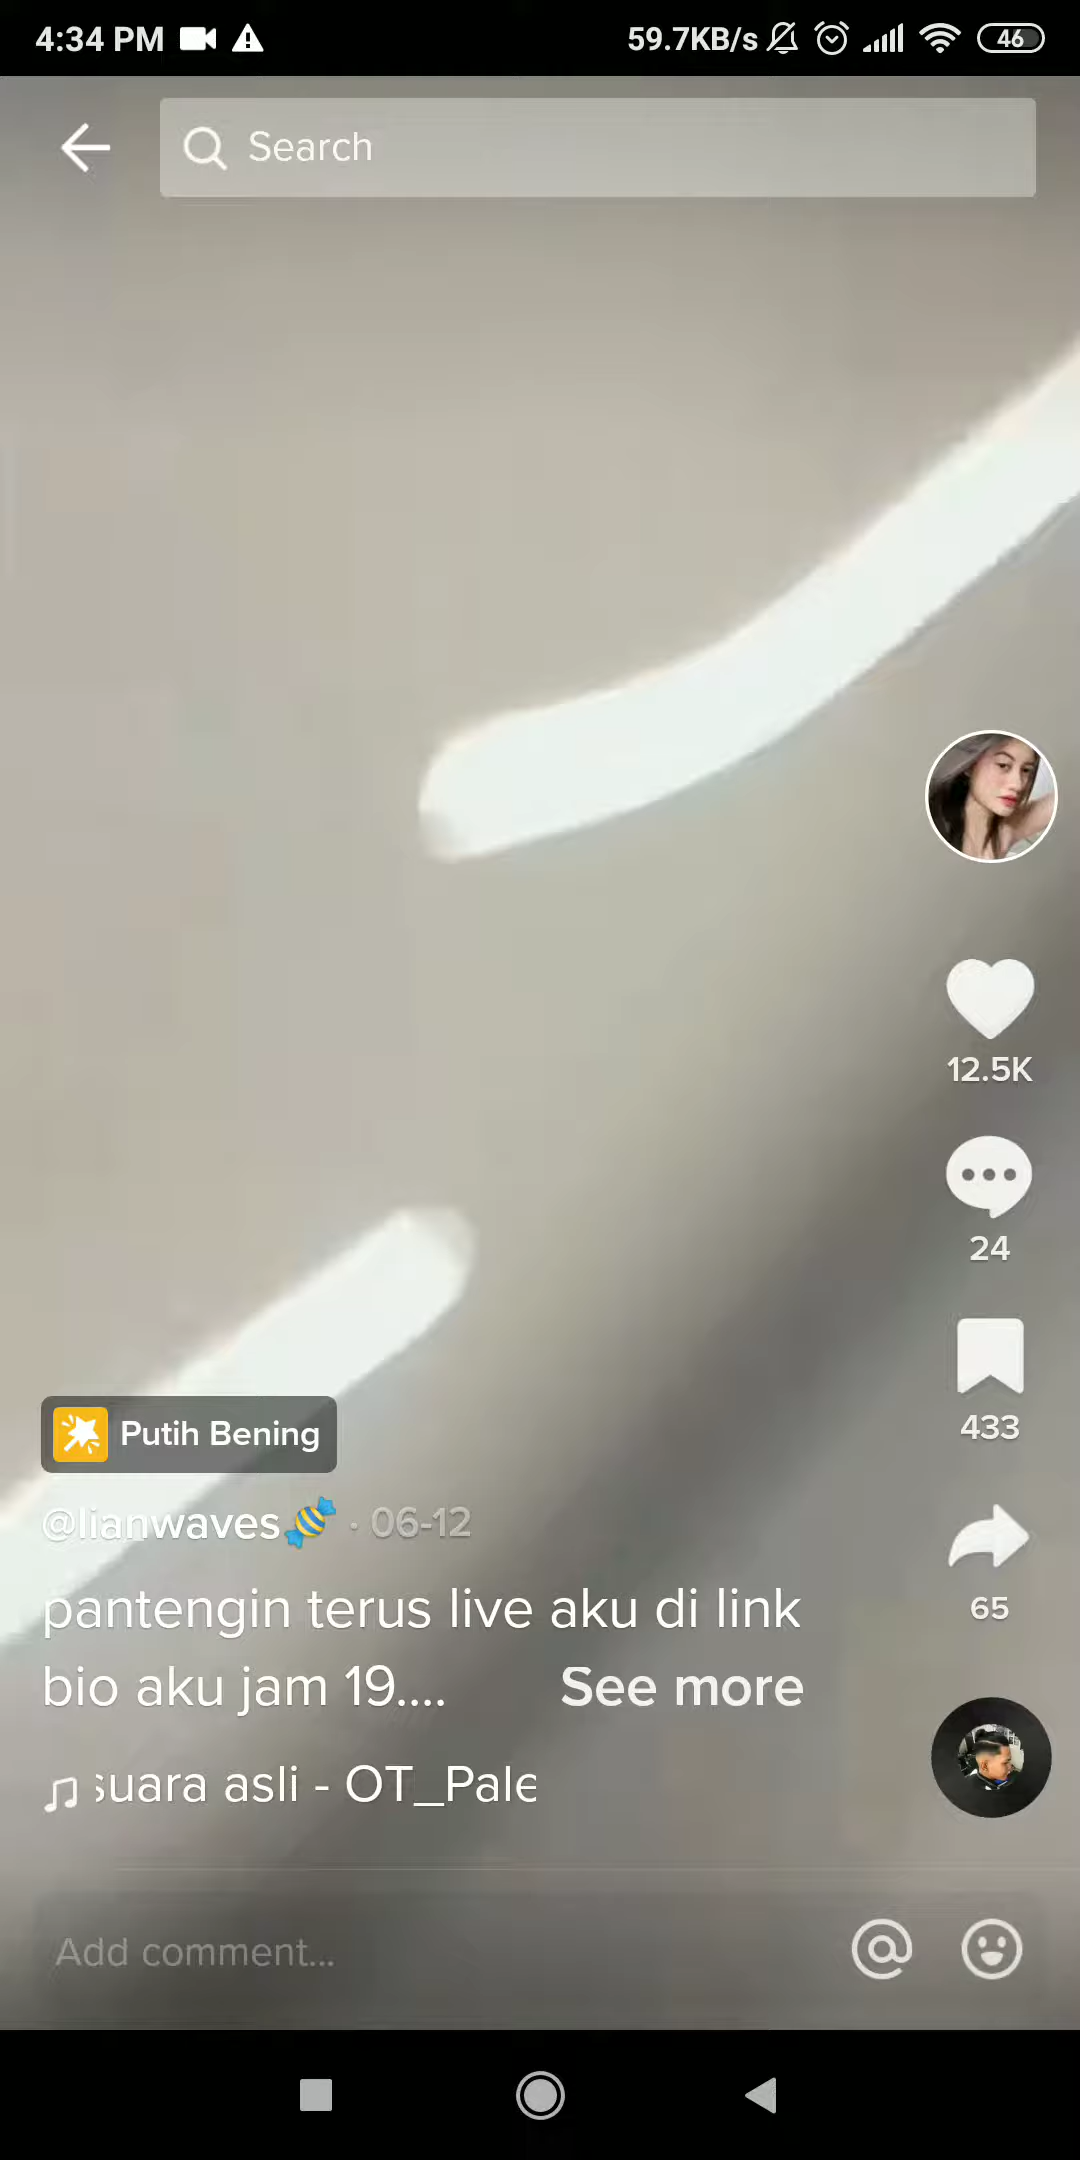 4:34 PM 59.7KB/s 46
Search
12.5K
24
433
65
Putih Bening
@lianwaves🍬 · 06-12
pantengin terus live aku di link
bio aku jam 19.... See more
suara asli - OT_Pale
Add comment...